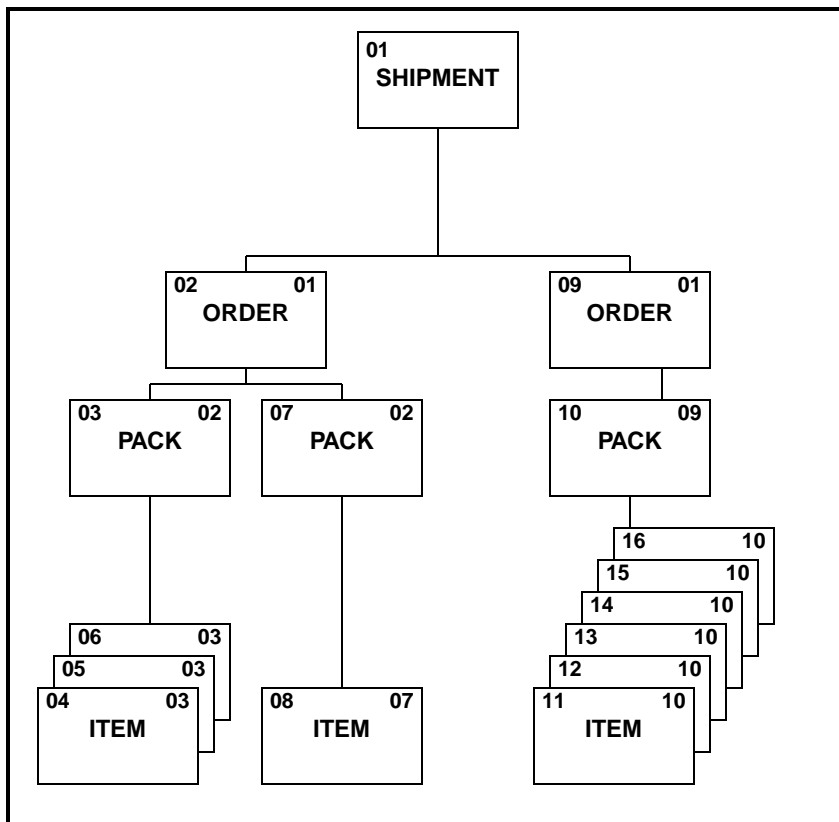 01
SHIPMENT
02 01
ORDER
09 01
ORDER
03 02
PACK
07 02
PACK
10 09
PACK
16 10
15 10
14 10
13 10
12 10
11 10
ITEM
06 03
05 03
04 03
ITEM
08 07
ITEM